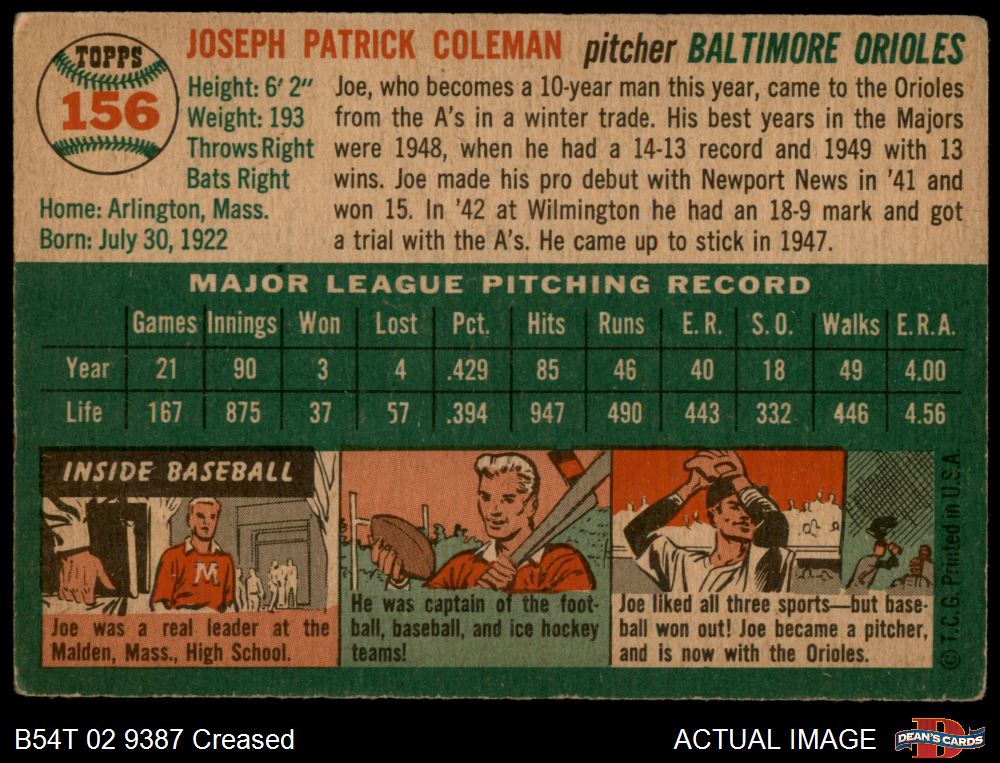 TOPPS
156
JOSEPH PATRICK COLEMAN pitcher BALTIMORE ORIOLES
Height: 6' 2"
Weight: 193
Throws Right
Bats Right
Home: Arlington, Mass.
Born: July 30, 1922
Joe, who becomes a 10-year man this year, came to the Orioles
from the A's in a winter trade. His best years in the Majors
were 1948, when he had a 14-13 record and 1949 with 13
wins. Joe made his pro debut with Newport News in '41 and
won 15. In '42 at Wilmington he had an 18-9 mark and got
a trial with the A's. He came up to stick in 1947.
MAJOR LEAGUE PITCHING RECORD
Games Innings Won Lost Pct. Hits Runs E.R. S.O. Walks E.R.A.
Year 21 90 3 4 .429 85 46 40 18 49 4.00
Life 167 875 37 57 .394 947 490 443 332 446 4.56
INSIDE BASEBALL
M
Joe was a real leader at the
Malden, Mass., High School.
He was captain of the foot-
ball, baseball, and ice hockey
teams!
Joe liked all three sports—but base-
ball won out! Joe became a pitcher,
and is now with the Orioles.
© T.C.G. Printed in U.S.A.
B54T 02 9387 Creased
ACTUAL IMAGE
D
DEAN'S CARDS